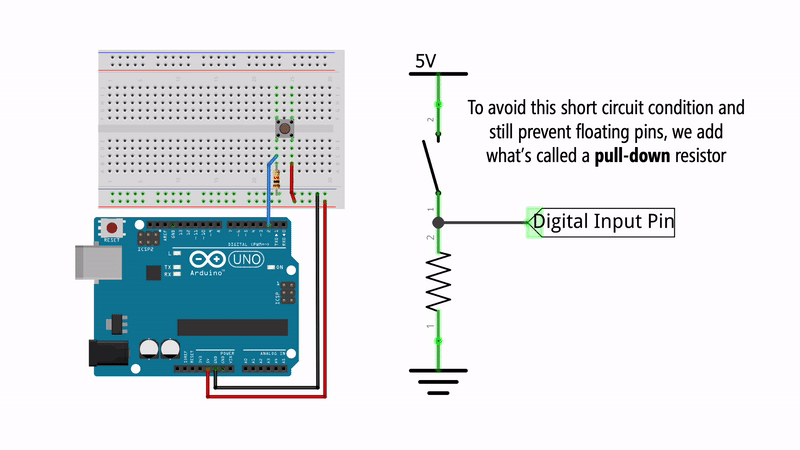 5V
To avoid this short circuit condition and
still prevent floating pins, we add
what's called a pull-down resistor
2
1
Digital Input Pin
2
1
RESET
ICSP2
L
TX
RX
Arduino
UNO
ON
ICSP
DIGITAL (PWM~)
POWER
ANALOG IN